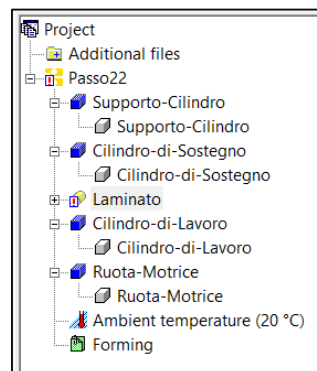 Project
Additional files
Passo22
Supporto-Cilindro
Supporto-Cilindro
Cilindro-di-Sostegno
Cilindro-di-Sostegno
Laminato
Cilindro-di-Lavoro
Cilindro-di-Lavoro
Ruota-Motrice
Ruota-Motrice
Ambient temperature (20 °C)
Forming